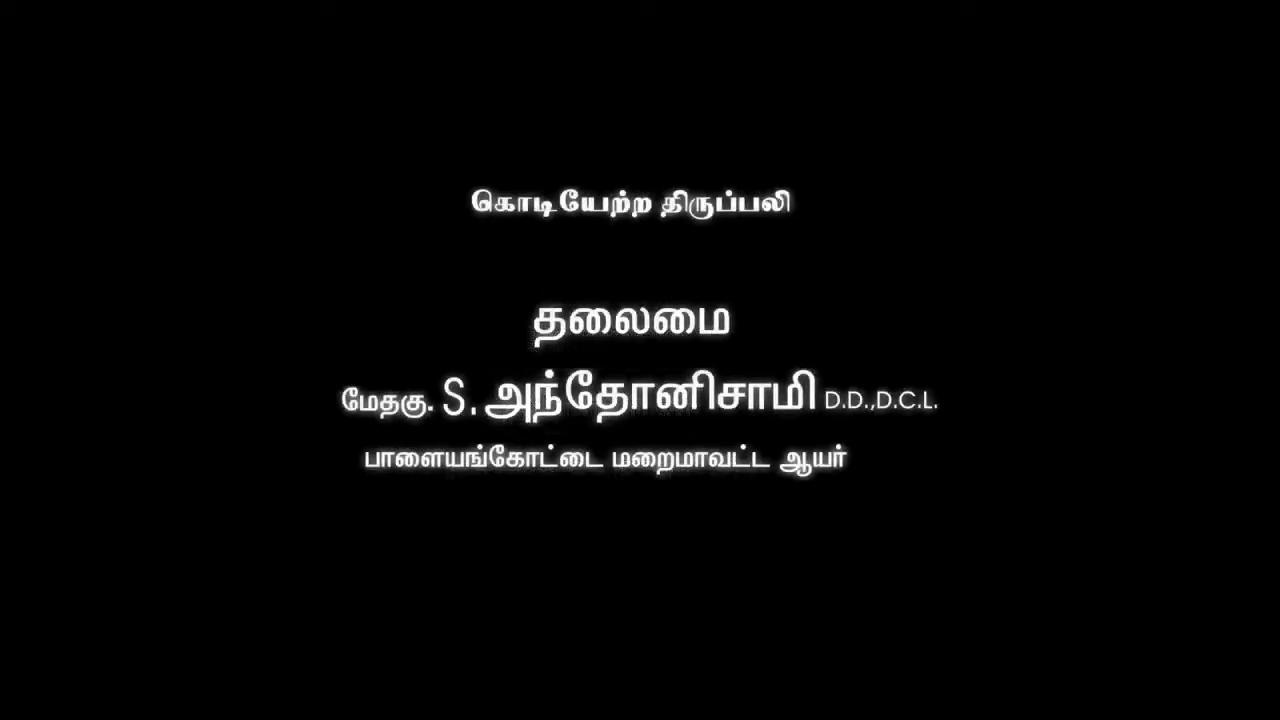 கொடியேற்ற திருப்பலி
தலைமை
மேதகு. S. அந்தோனிசாமி D.D.,D.C.L.
பாளையங்கோட்டை மறைமாவட்ட ஆயர்